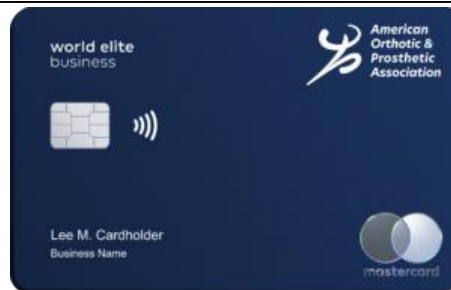 world elite
business
American
Orthotic &
Prosthetic
Association
Lee M. Cardholder
Business Name
mastercard